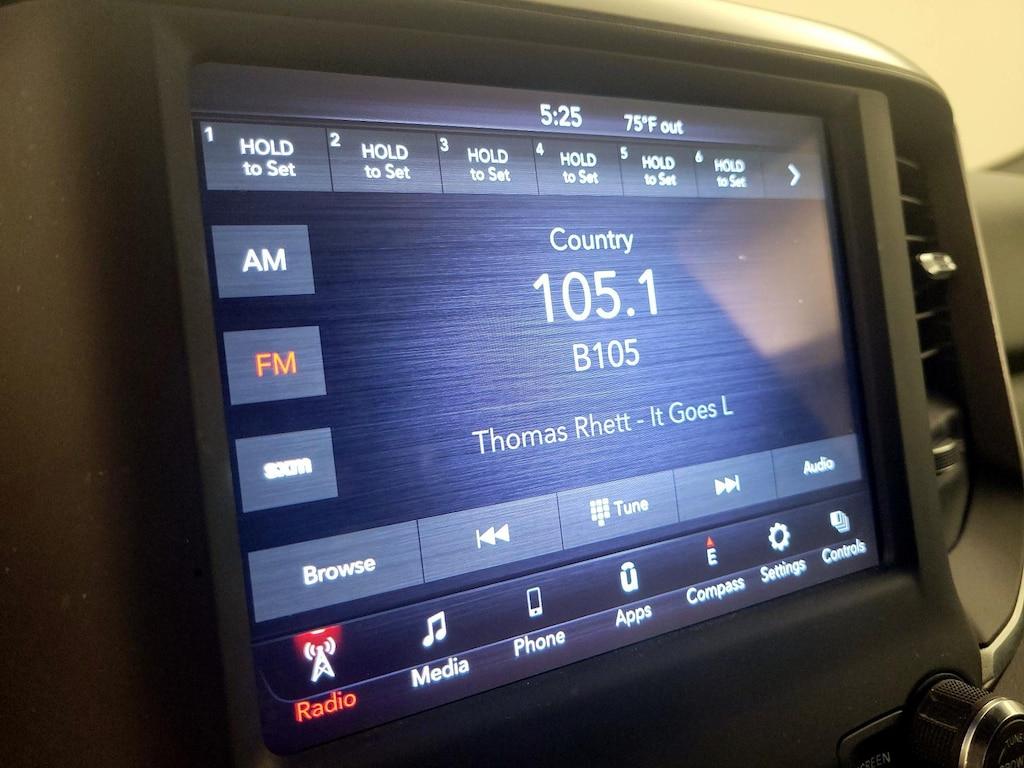 5:25 75°F out
1 HOLD to Set
2 HOLD to Set
3 HOLD to Set
4 HOLD to Set
5 HOLD to Set
6 HOLD to Set
AM
FM
sxm
Country
105.1
B105
Thomas Rhett - It Goes L
Browse
Tune
Audio
Radio
Media
Phone
Apps
E
Compass
Settings
Controls
TUNE